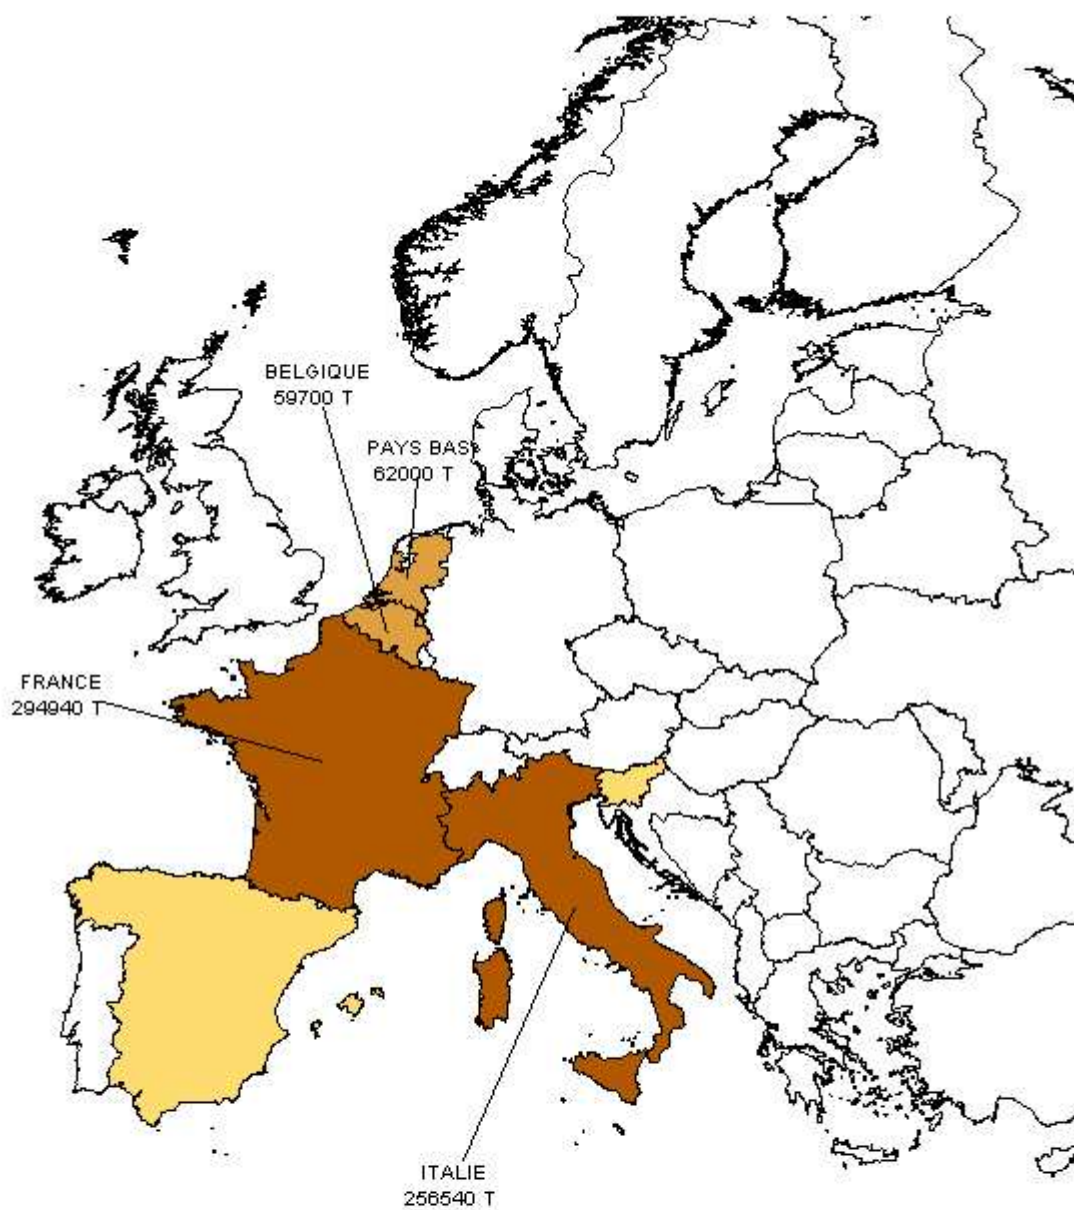 BELGIQUE
59700 T
PAYS BAS
62000 T
FRANCE
294940 T
ITALIE
256540 T